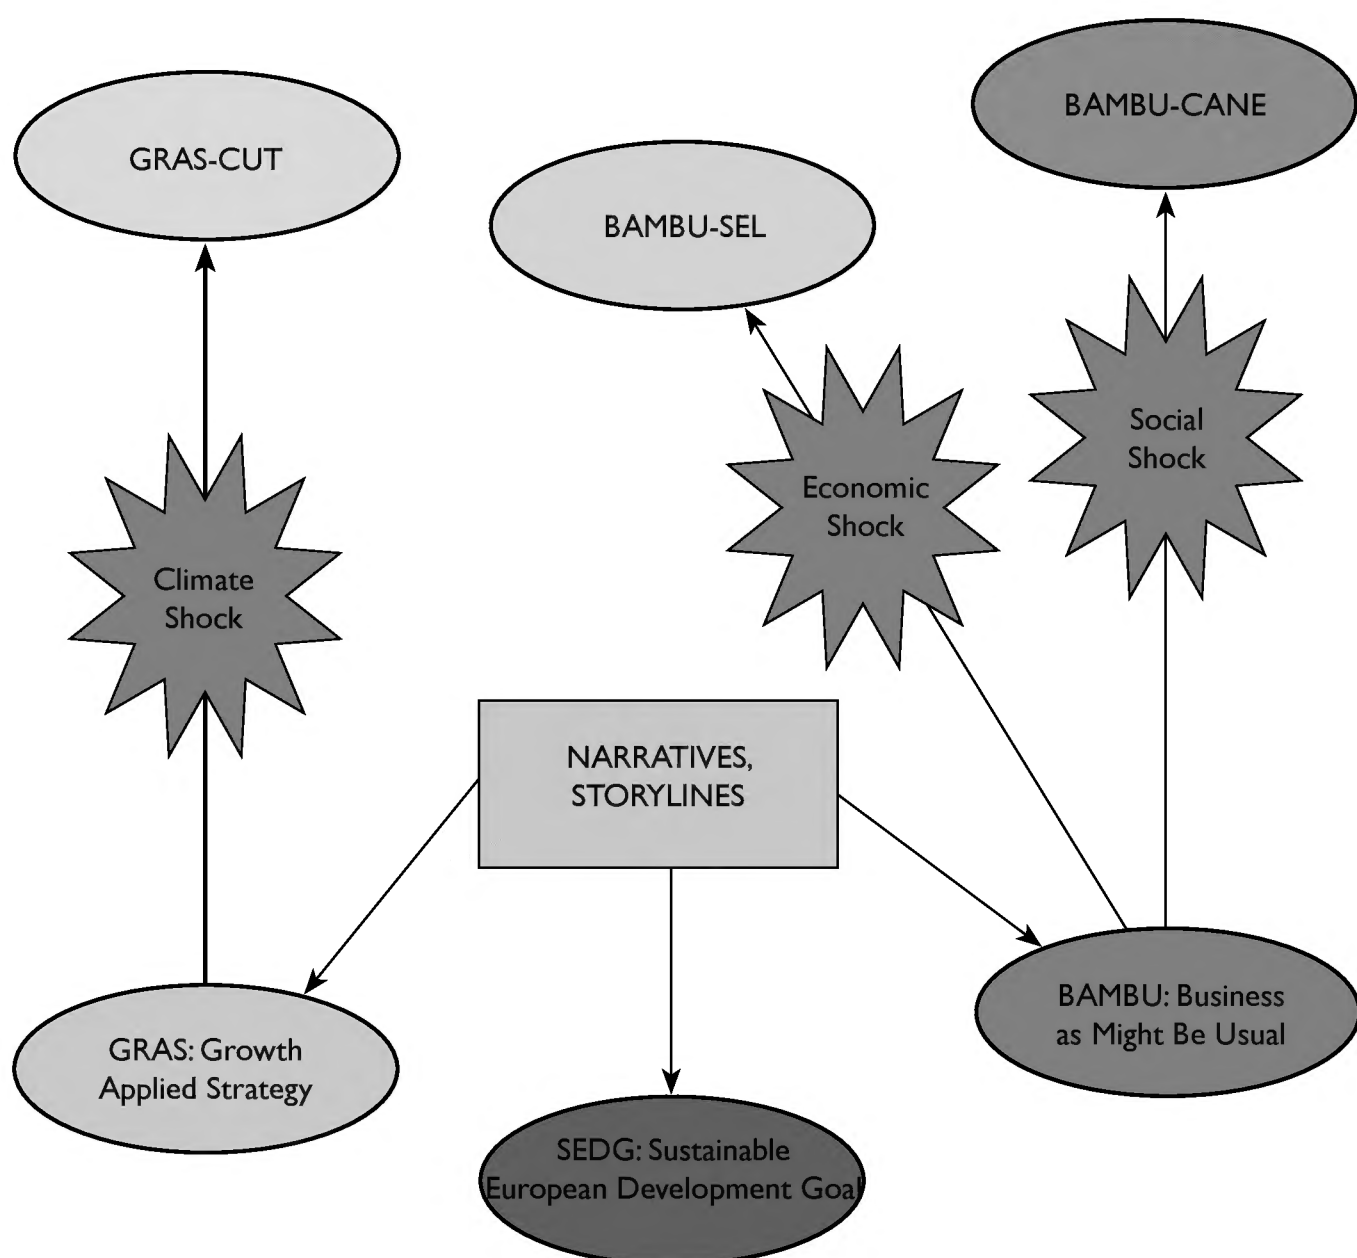 BAMBU-CANE
GRAS-CUT
BAMBU-SEL
Social
Shock
Economic
Shock
Climate
Shock
NARRATIVES,
STORYLINES
BAMBU: Business
as Might Be Usual
GRAS: Growth
Applied Strategy
SEDG: Sustainable
European Development Goal